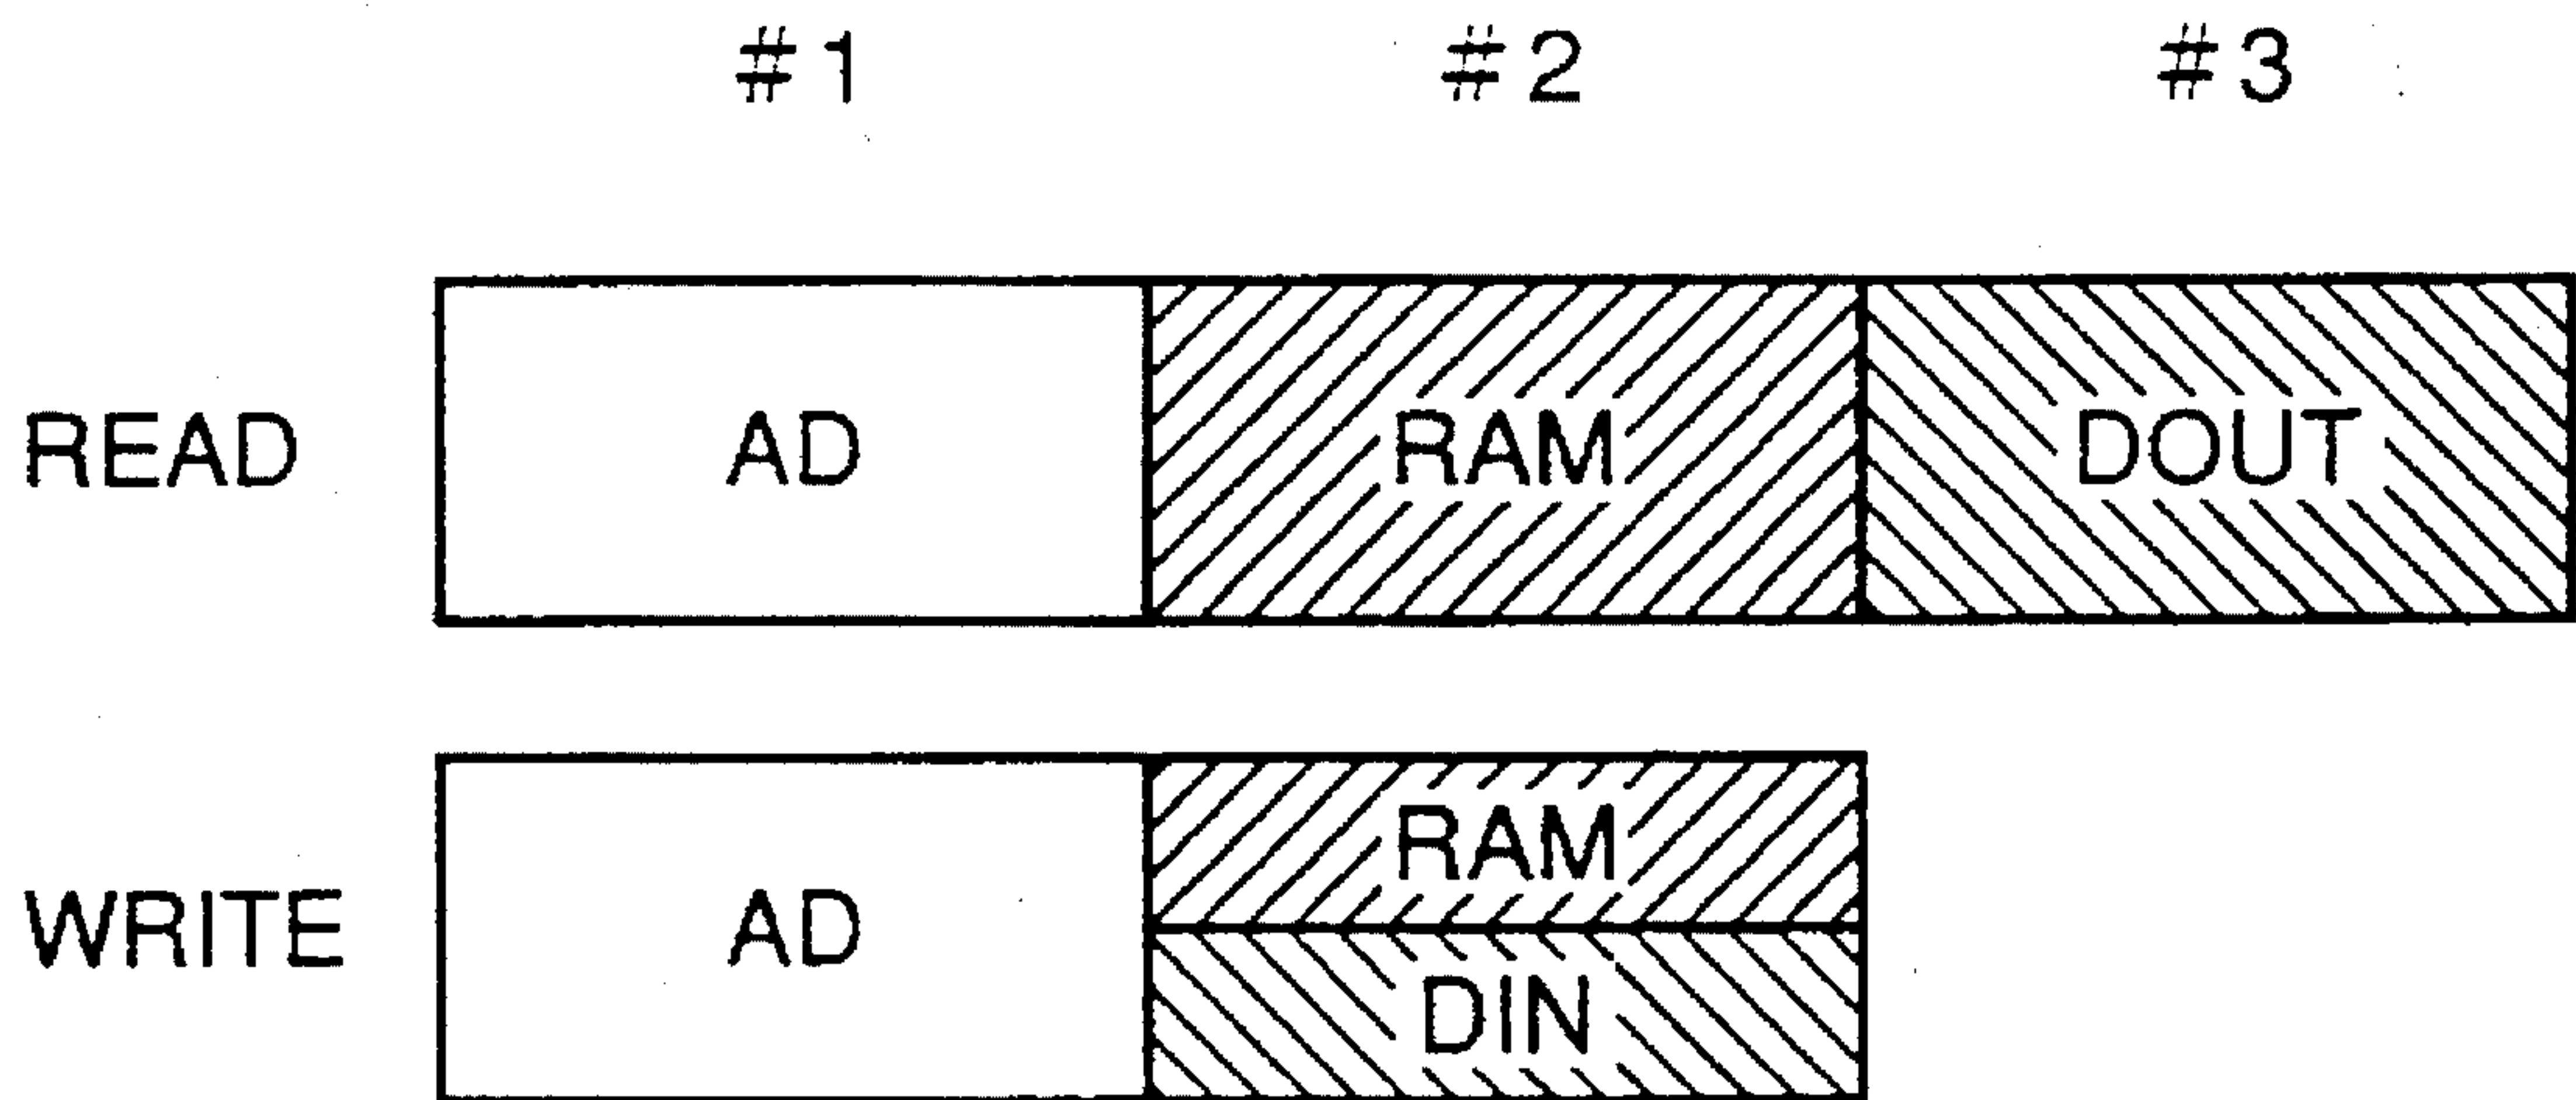 #1 #2 #3
READ AD RAM DOUT
RAM
WRITE AD
DIN